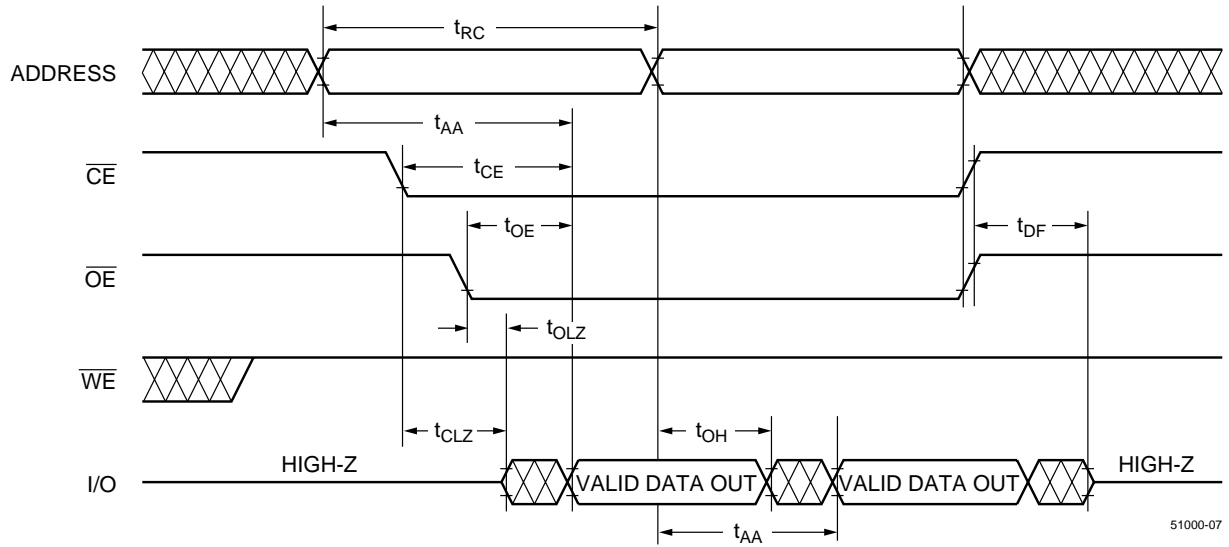 tRC
ADDRESS
tAA
CE
tCE
tOE
tDF
OE
tOLZ
WE
tCLZ
tOH
HIGH-Z
HIGH-Z
I/O
VALID DATA OUT
VALID DATA OUT
tAA
51000-07